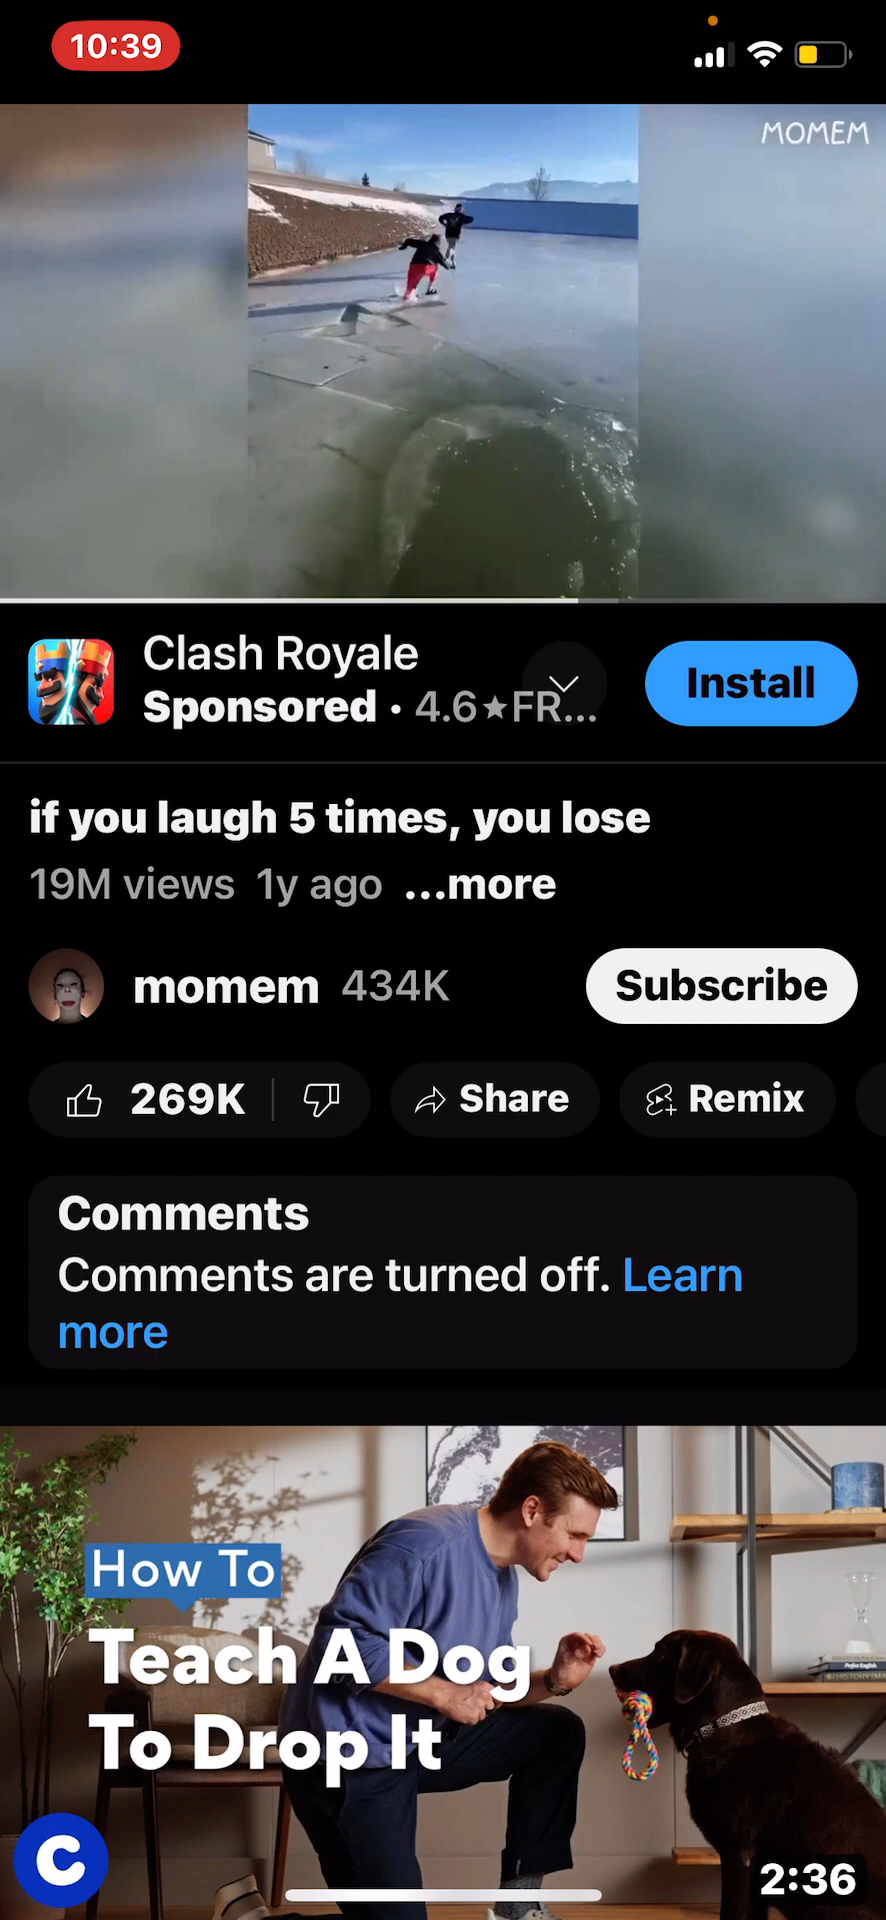 10:39
MOMEM
Clash Royale
Sponsored • 4.6★FR...
Install
if you laugh 5 times, you lose
19M views 1y ago ...more
momem 434K
Subscribe
269K
Share
Remix
Comments
Comments are turned off. Learn
more
How To
Teach A Dog
To Drop It
C
2:36